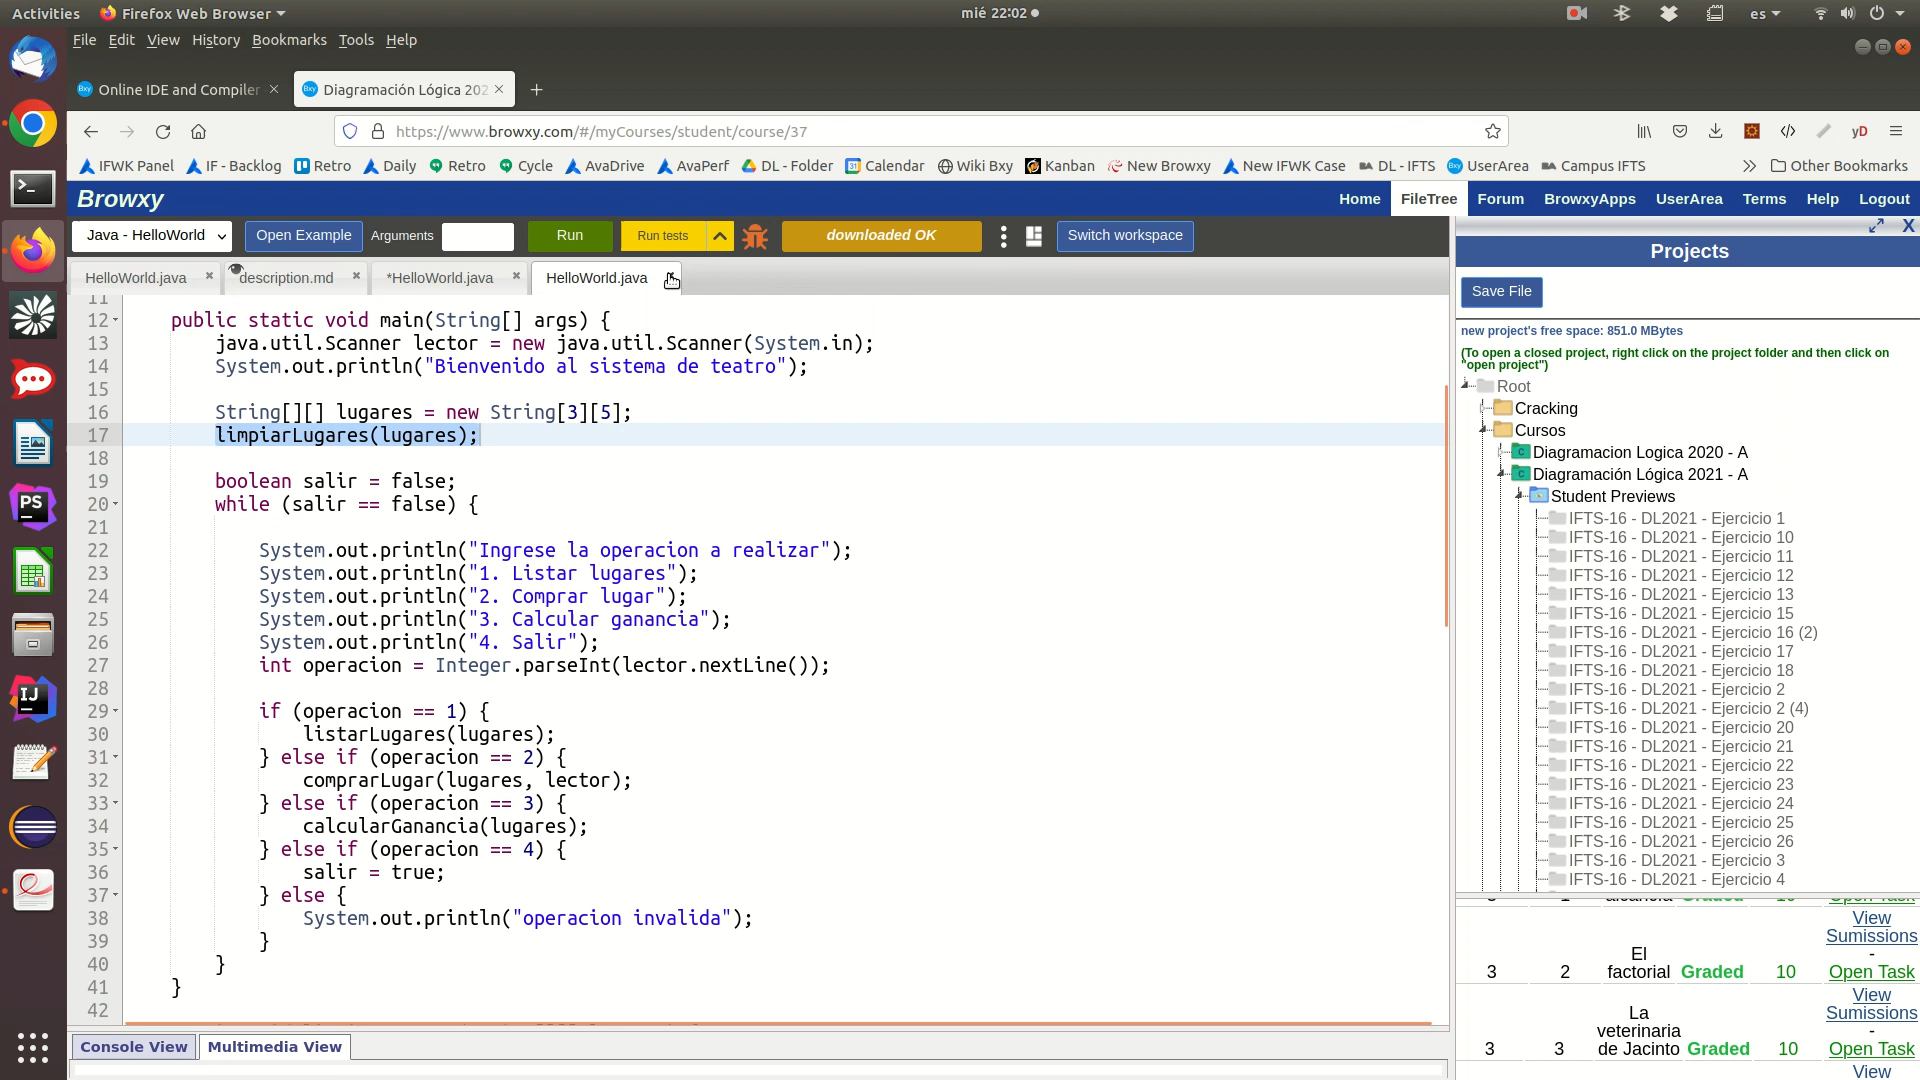 Activities Firefox Web Browser mié 22:02 es
File Edit View History Bookmarks Tools Help
Online IDE and Compiler Diagramación Lógica 202
https://www.browxy.com/#/myCourses/student/course/37
IFWK Panel IF - Backlog Retro Daily Retro Cycle AvaDrive AvaPerf DL - Folder Calendar Wiki Bxy Kanban New Browxy New IFWK Case DL - IFTS UserArea Campus IFTS Other Bookmarks
Browxy Home FileTree Forum BrowxyApps UserArea Terms Help Logout
Java - HelloWorld Open Example Arguments Run Run tests downloaded OK Switch workspace
HelloWorld.java description.md *HelloWorld.java HelloWorld.java
11
12 public static void main(String[] args) {
13 java.util.Scanner lector = new java.util.Scanner(System.in);
14 System.out.println("Bienvenido al sistema de teatro");
15
16 String[][] lugares = new String[3][5];
17 limpiarLugares(lugares);
18
19 boolean salir = false;
20 while (salir == false) {
21
22 System.out.println("Ingrese la operacion a realizar");
23 System.out.println("1. Listar lugares");
24 System.out.println("2. Comprar lugar");
25 System.out.println("3. Calcular ganancia");
26 System.out.println("4. Salir");
27 int operacion = Integer.parseInt(lector.nextLine());
28
29 if (operacion == 1) {
30 listarLugares(lugares);
31 } else if (operacion == 2) {
32 comprarLugar(lugares, lector);
33 } else if (operacion == 3) {
34 calcularGanancia(lugares);
35 } else if (operacion == 4) {
36 salir = true;
37 } else {
38 System.out.println("operacion invalida");
39 }
40 }
41 }
42
Console View Multimedia View
X
Projects
Save File
new project's free space: 851.0 MBytes
(To open a closed project, right click on the project folder and then click on
"open project")
Root
Cracking
Cursos
Diagramacion Logica 2020 - A
Diagramación Lógica 2021 - A
Student Previews
IFTS-16 - DL2021 - Ejercicio 1
IFTS-16 - DL2021 - Ejercicio 10
IFTS-16 - DL2021 - Ejercicio 11
IFTS-16 - DL2021 - Ejercicio 12
IFTS-16 - DL2021 - Ejercicio 13
IFTS-16 - DL2021 - Ejercicio 15
IFTS-16 - DL2021 - Ejercicio 16 (2)
IFTS-16 - DL2021 - Ejercicio 17
IFTS-16 - DL2021 - Ejercicio 18
IFTS-16 - DL2021 - Ejercicio 2
IFTS-16 - DL2021 - Ejercicio 2 (4)
IFTS-16 - DL2021 - Ejercicio 20
IFTS-16 - DL2021 - Ejercicio 21
IFTS-16 - DL2021 - Ejercicio 22
IFTS-16 - DL2021 - Ejercicio 23
IFTS-16 - DL2021 - Ejercicio 24
IFTS-16 - DL2021 - Ejercicio 25
IFTS-16 - DL2021 - Ejercicio 26
IFTS-16 - DL2021 - Ejercicio 3
IFTS-16 - DL2021 - Ejercicio 4
View
Sumissions
-
3 2 El factorial Graded 10 Open Task
View
Sumissions
-
3 3 La veterinaria de Jacinto Graded 10 Open Task
View